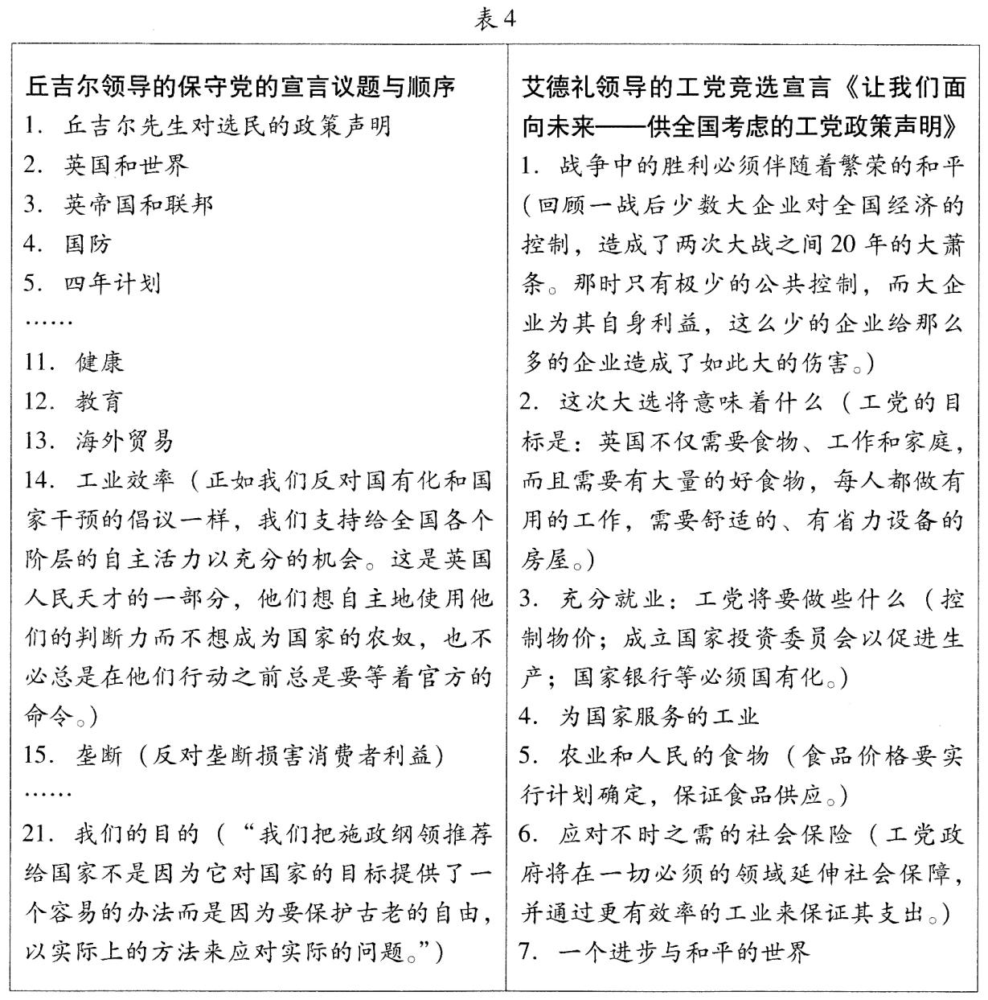 表4
丘吉尔领导的保守党的宣言议题与顺序
1. 丘吉尔先生对选民的政策声明
2. 英国和世界
3. 英帝国和联邦
4. 国防
5. 四年计划
……
11. 健康
12. 教育
13. 海外贸易
14. 工业效率（正如我们反对国有化和国
家干预的倡议一样，我们支持给全国各个
阶层的自主活力以充分的机会。这是英国
人民天才的一部分，他们想自主地使用他
们的判断力而不想成为国家的农奴，也不
必总是在他们行动之前总是要等着官方的
命令。）
15. 垄断（反对垄断损害消费者利益）
……
21. 我们的目的（“我们把施政纲领推荐
给国家不是因为它对国家的目标提供了一
个容易的办法而是因为要保护古老的自由，
以实际上的方法来应对实际的问题。”）
艾德礼领导的工党竞选宣言《让我们面
向未来——供全国考虑的工党政策声明》
1. 战争中的胜利必须伴随着繁荣的和平
（回顾一战后少数大企业对全国经济的
控制，造成了两次大战之间20年的大萧
条。那时只有极少的公共控制，而大企
业为其自身利益，这么少的企业给那么
多的企业造成了如此大的伤害。）
2. 这次大选将意味着什么（工党的目
标是：英国不仅需要食物、工作和家庭，
而且需要有大量的好食物，每人都做有
用的工作，需要舒适的、有省力设备的
房屋。）
3. 充分就业：工党将要做些什么（控
制物价；成立国家投资委员会以促进生
产；国家银行等必须国有化。）
4. 为国家服务的工业
5. 农业和人民的食物（食品价格要实
行计划确定，保证食品供应。）
6. 应对不时之需的社会保险（工党政
府将在一切必须的领域延伸社会保障，
并通过更有效率的工业来保证其支出。）
7. 一个进步与和平的世界